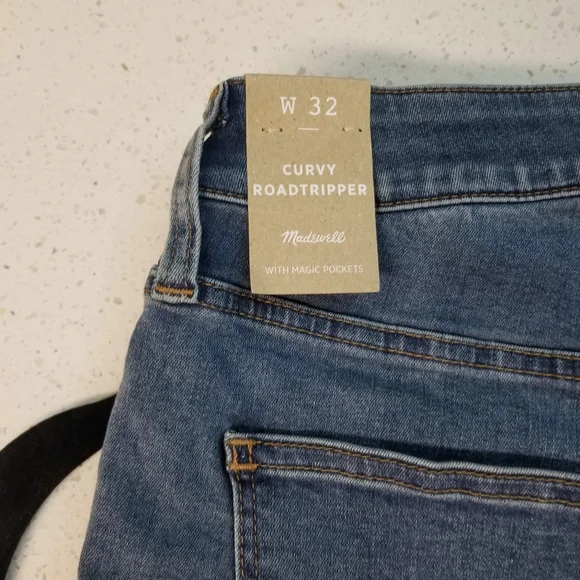 W 32
CURVY
ROADTRIPPER
Madewell
WITH MAGIC POCKETS